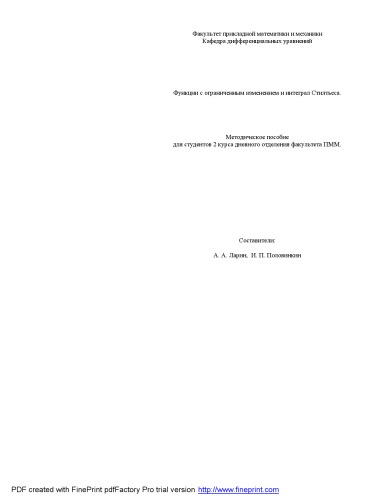 Факультет прикладной математики и механики
Кафедра дифференциальных уравнений
Функции с ограниченным изменением и интеграл Стилтьеса.
Методическое пособие
для студентов 2 курса дневного отделения факультета ПММ.
Составители:
А. А. Ларин, И. П. Половинкин
PDF created with FinePrint pdfFactory Pro trial version http://www.fineprint.com